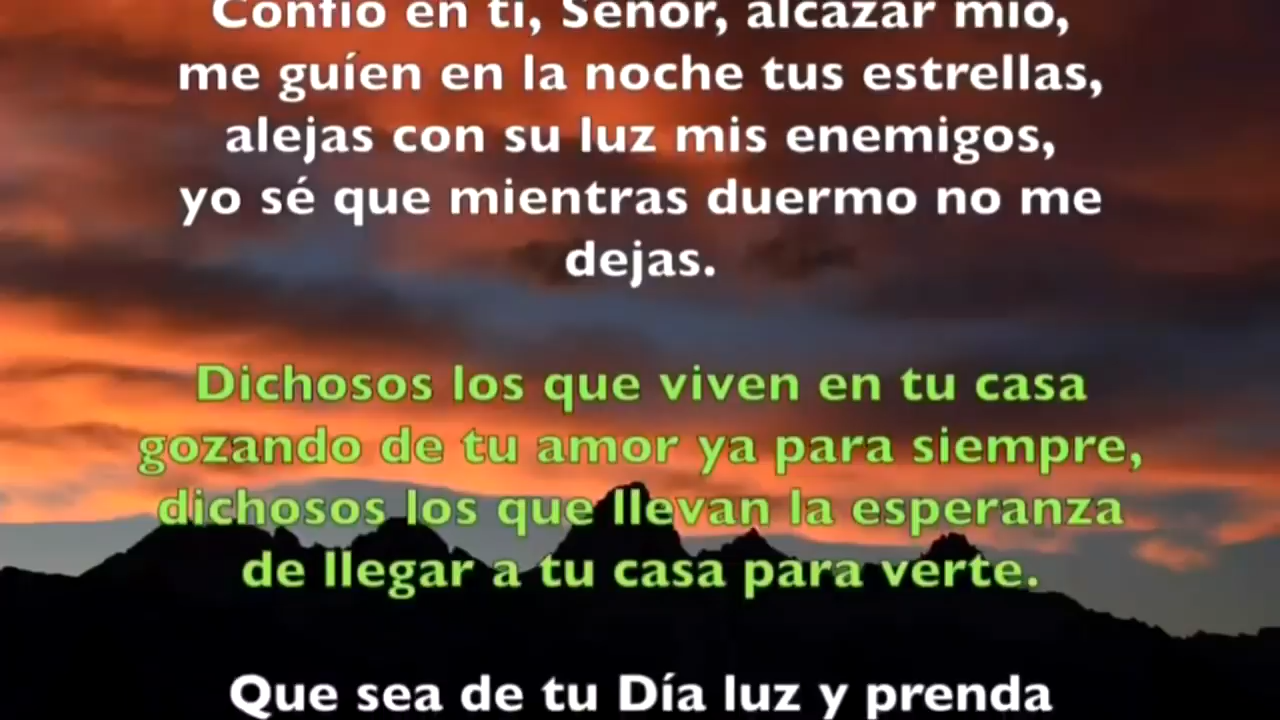 Confío en ti, Señor, alcázar mío,
me guíen en la noche tus estrellas,
alejas con su luz mis enemigos,
yo sé que mientras duermo no me
dejas.
Dichosos los que viven en tu casa
gozando de tu amor ya para siempre,
dichosos los que llevan la esperanza
de llegar a tu casa para verte.
Que sea de tu Día luz y prenda